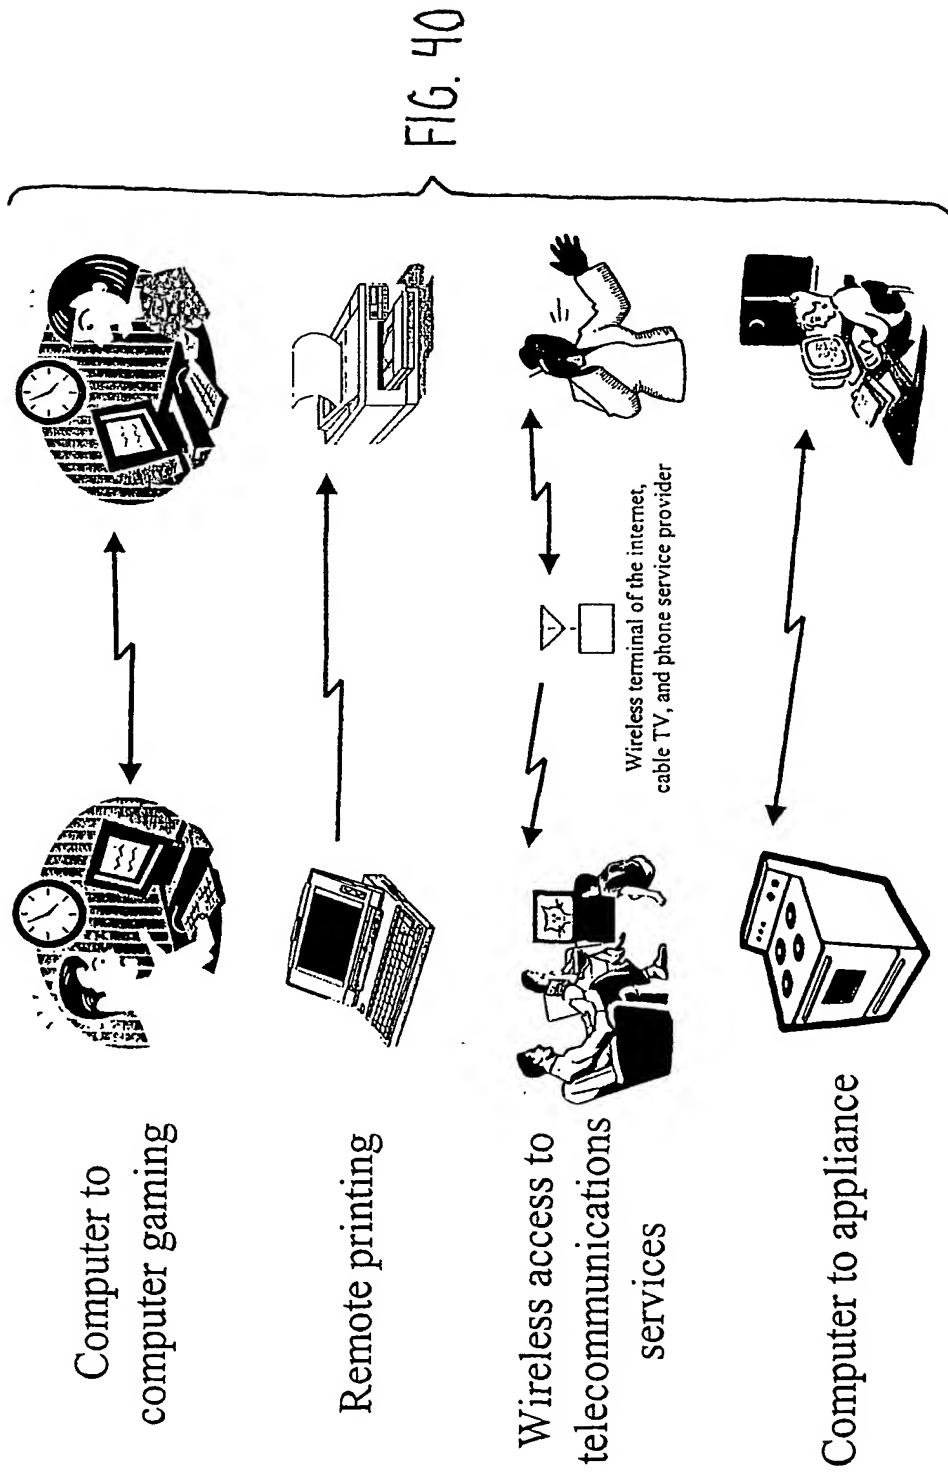 Computer to
computer gaming
Remote printing
Wireless access to
telecommunications
services
Wireless terminal of the internet,
cable TV, and phone service provider
Computer to appliance
FIG. 40